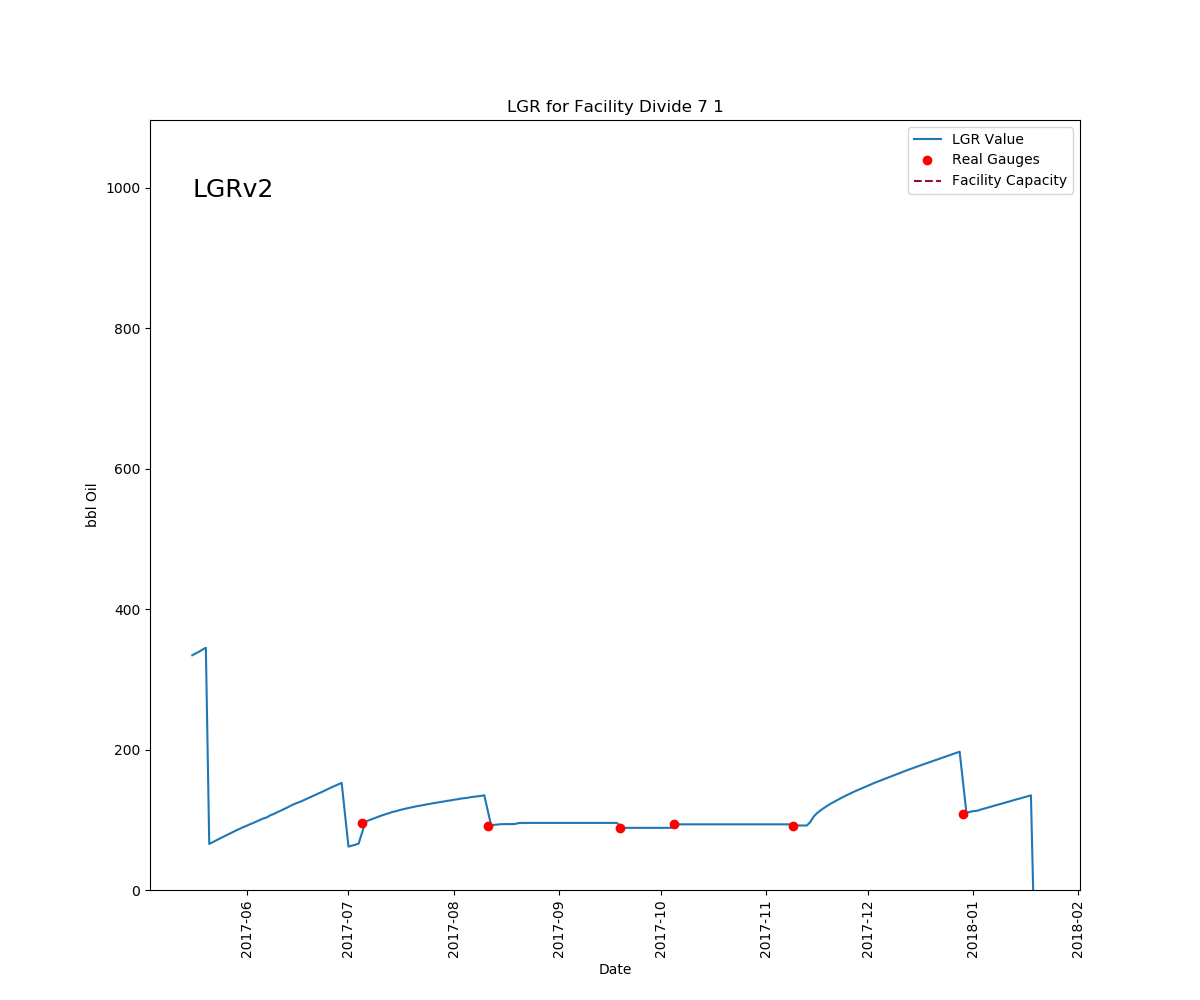 LGR for Facility Divide 7 1
LGR Value
Real Gauges
Facility Capacity
LGRv2
1000
800
600
400
200
0
bbl Oil
2017-06
2017-07
2017-08
2017-09
2017-10
2017-11
2017-12
2018-01
2018-02
Date